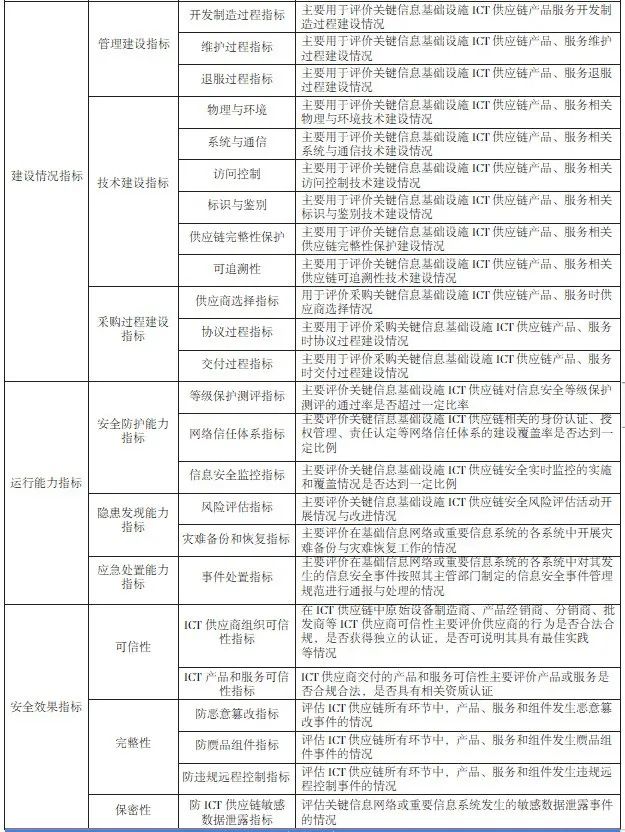 建设情况指标
管理建设指标
开发制造过程指标
主要用于评价关键信息基础设施 ICT 供应链产品服务开发制
造过程建设情况
维护过程指标
主要用于评价关键信息基础设施 ICT 供应链产品、服务维护
过程建设情况
退服过程指标
主要用于评价关键信息基础设施 ICT 供应链产品、服务退服
过程建设情况
技术建设指标
物理与环境
主要用于评价关键信息基础设施 ICT 供应链产品、服务相关
物理与环境技术建设情况
系统与通信
主要用于评价关键信息基础设施 ICT 供应链产品、服务相关
系统与通信技术建设情况
访问控制
主要用于评价关键信息基础设施 ICT 供应链产品、服务相关
访问控制技术建设情况
标识与鉴别
主要用于评价关键信息基础设施 ICT 供应链产品、服务相关
标识与鉴别技术建设情况
供应链完整性保护
主要用于评价关键信息基础设施 ICT 供应链产品、服务相关
供应链完整性保护建设情况
可追溯性
主要用于评价关键信息基础设施 ICT 供应链产品、服务相关
供应链可追溯性技术建设情况
采购过程建设
指标
供应商选择指标
用于评价采购关键信息基础设施 ICT 供应链产品、服务时供
应商选择情况
协议过程指标
主要用于评价采购关键信息基础设施 ICT 供应链产品、服务
时协议过程建设情况
交付过程指标
主要用于评价采购关键信息基础设施 ICT 供应链产品、服务
时交付过程建设情况
运行能力指标
安全防护能力
指标
等级保护测评指标
主要评价关键信息基础设施 ICT 供应链对信息安全等级保护
测评的通过率是否超过一定比率
网络信任体系指标
主要评价关键信息基础设施 ICT 供应链相关的身份认证、授
权管理、责任认定等网络信任体系的建设覆盖率是否达到一
定比例
信息安全监控指标
主要评价关键信息基础设施 ICT 供应链安全实时监控的实施
和覆盖情况是否达到一定比例
隐患发现能力
指标
风险评估指标
主要评价关键信息基础设施 ICT 供应链安全风险评估活动开
展情况与改进情况
灾难备份和恢复指标
主要评价在基础信息网络或重要信息系统的各系统中开展灾
难备份与灾难恢复工作的情况
应急处置能力
指标
事件处置指标
主要评价在基础信息网络或重要信息系统的各系统中对其发
生的信息安全事件按照其主管部门制定的信息安全事件管理
规范进行通报与处理的情况
安全效果指标
可信性
ICT 供应商组织可信
性指标
在 ICT 供应链中原始设备制造商、产品经销商、分销商、批
发商等 ICT 供应商可信性主要评价供应商的行为是否合法合
规，是否获得独立的认证，是否可说明其具有最佳实践
等情况
ICT 产品和服务可信
性指标
ICT 供应商交付的产品和服务可信性主要评价产品或服务是
否合规合法，是否具有相关资质认证
完整性
防恶意篡改指标
评估 ICT 供应链所有环节中，产品、服务和组件发生恶意篡
改事件的情况
防赝品组件指标
评估 ICT 供应链所有环节中，产品、服务和组件发生赝品组
件事件的情况
防违规远程控制指标
评估 ICT 供应链所有环节中，产品、服务和组件发生违规远
程控制事件的情况
保密性
防 ICT 供应链敏感
数据泄露指标
评估关键信息网络或重要信息系统发生的敏感数据泄露事件
的情况